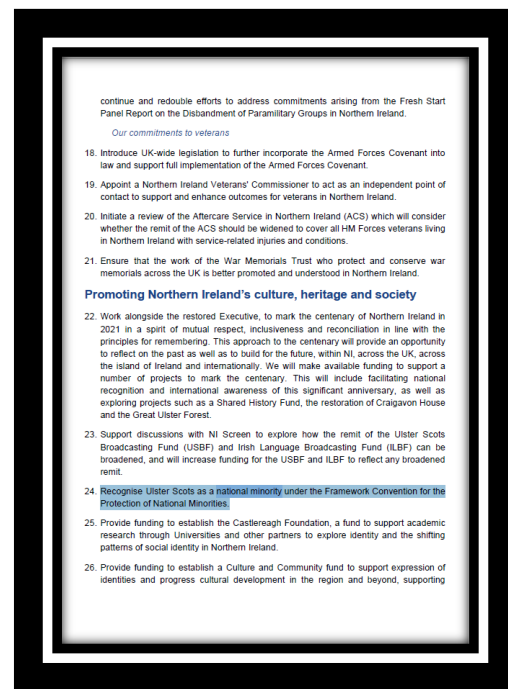 continue and redouble efforts to address commitments arising from the Fresh Start
Panel Report on the Disbandment of Paramilitary Groups in Northern Ireland.
Our commitments to veterans
18. Introduce UK-wide legislation to further incorporate the Armed Forces Covenant into
law and support full implementation of the Armed Forces Covenant.
19. Appoint a Northern Ireland Veterans' Commissioner to act as an independent point of
contact to support and enhance outcomes for veterans in Northern Ireland.
20. Initiate a review of the Aftercare Service in Northern Ireland (ACS) which will consider
whether the remit of the ACS should be widened to cover all HM Forces veterans living
in Northern Ireland with service-related injuries and conditions.
21. Ensure that the work of the War Memorials Trust who protect and conserve war
memorials across the UK is better promoted and understood in Northern Ireland.
Promoting Northern Ireland's culture, heritage and society
22. Work alongside the restored Executive, to mark the centenary of Northern Ireland in
2021 in a spirit of mutual respect, inclusiveness and reconciliation in line with the
principles for remembering. This approach to the centenary will provide an opportunity
to reflect on the past as well as to build for the future, within NI, across the UK, across
the island of Ireland and internationally. We will make available funding to support a
number of projects to mark the centenary. This will include facilitating national
recognition and international awareness of this significant anniversary, as well as
exploring projects such as a Shared History Fund, the restoration of Craigavon House
and the Great Ulster Forest.
23. Support discussions with NI Screen to explore how the remit of the Ulster Scots
Broadcasting Fund (USBF) and Irish Language Broadcasting Fund (ILBF) can be
broadened, and will increase funding for the USBF and ILBF to reflect any broadened
remit.
24. Recognise Ulster Scots as a national minority under the Framework Convention for the
Protection of National Minorities.
25. Provide funding to establish the Castlereagh Foundation, a fund to support academic
research through Universities and other partners to explore identity and the shifting
patterns of social identity in Northern Ireland.
26. Provide funding to establish a Culture and Community fund to support expression of
identities and progress cultural development in the region and beyond, supporting